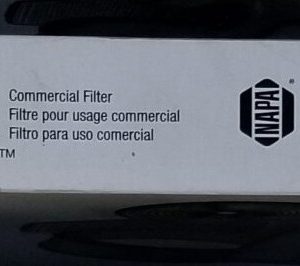 Commercial Filter
Filtre pour usage commercial
Filtro para uso comercial
TM
NAPA
®